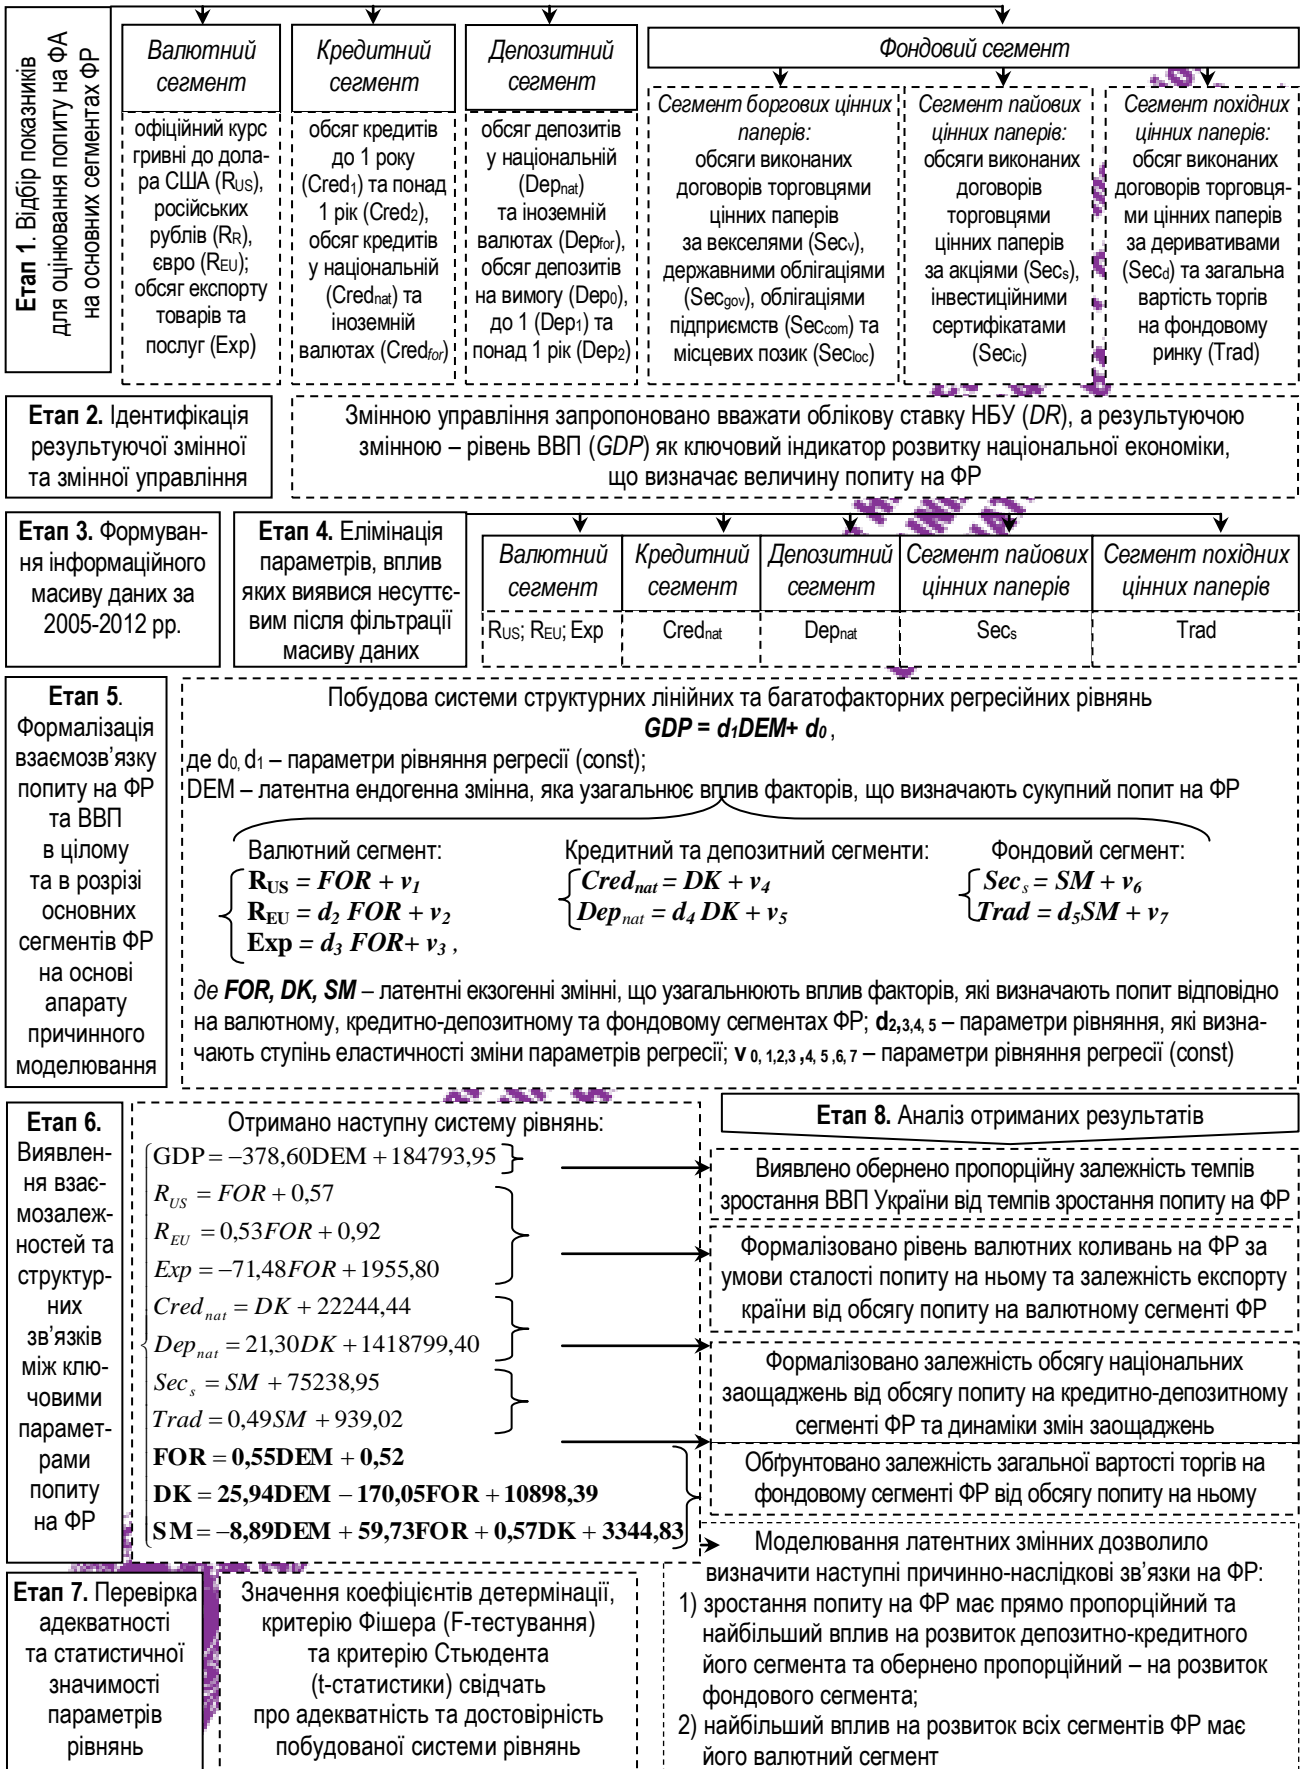 Етап 1. Відбір показників
для оцінювання попиту на ФА
на основних сегментах ФР
Валютний
сегмент
офіційний курс
гривні до дола-
ра США (RUS),
російських
рублів (RR),
євро (REU);
обсяг експорту
товарів та
послуг (Exp)
Кредитний
сегмент
обсяг кредитів
до 1 року
(Cred1) та понад
1 рік (Cred2),
обсяг кредитів
у національній
(Crednat) та
іноземній
валютах (Credfor)
Депозитний
сегмент
обсяг депозитів
у національній
(Depnat)
та іноземній
валютах (Depfor),
обсяг депозитів
на вимогу (Dep0),
до 1 (Dep1) та
понад 1 рік (Dep2)
Фондовий сегмент
Сегмент боргових цінних
паперів:
обсяги виконаних
договорів торговцями
цінних паперів
за векселями (Secv),
державними облігаціями
(Secgov), облігаціями
підприємств (Seccom) та
місцевих позик (Secloc)
Сегмент пайових
цінних паперів:
обсяги виконаних
договорів
торговцями
цінних паперів
за акціями (Secs),
інвестиційними
сертифікатами
(Secic)
Сегмент похідних
цінних паперів:
обсяг виконаних
договорів торговця-
ми цінних паперів
за деривативами
(Secd) та загальна
вартість торгів
на фондовому
ринку (Trad)
Етап 2. Ідентифікація
результуючої змінної
та змінної управління
Змінною управління запропоновано вважати облікову ставку НБУ (DR), а результуючою
змінною – рівень ВВП (GDP) як ключовий індикатор розвитку національної економіки,
що визначає величину попиту на ФР
Етап 3. Формуван-
ня інформаційного
масиву даних за
2005-2012 рр.
Етап 4. Елімінація
параметрів, вплив
яких виявися несуттє-
вим після фільтрації
масиву даних
Валютний
сегмент
RUS; REU; Exp
Кредитний
сегмент
Crednat
Депозитний
сегмент
Depnat
Сегмент пайових
цінних паперів
Secs
Сегмент похідних
цінних паперів
Trad
Етап 5.
Формалізація
взаємозв’язку
попиту на ФР
та ВВП
в цілому
та в розрізі
основних
сегментів ФР
на основі
апарату
причинного
моделювання
Побудова системи структурних лінійних та багатофакторних регресійних рівнянь
GDP = d1DEM+ d0 ,
де d0, d1 – параметри рівняння регресії (const);
DEM – латентна ендогенна змінна, яка узагальнює вплив факторів, що визначають сукупний попит на ФР
Валютний сегмент:
RUS = FOR + v1
REU = d2 FOR + v2
Exp = d3 FOR+ v3 ,
Кредитний та депозитний сегменти:
Crednat = DK + v4
Depnat = d4 DK + v5
Фондовий сегмент:
Secs = SM + v6
Trad = d5SM + v7
де FOR, DK, SM – латентні екзогенні змінні, що узагальнюють вплив факторів, які визначають попит відповідно
на валютному, кредитно-депозитному та фондовому сегментах ФР; d2,3,4, 5 – параметри рівняння, які визна-
чають ступінь еластичності зміни параметрів регресії; v 0, 1,2,3 ,4, 5 ,6, 7 – параметри рівняння регресії (const)
Етап 6.
Виявлен-
ня взає-
мозалеж-
ностей та
структур-
них
зв’язків
між клю-
човими
парамет-
рами
попиту
на ФР
Отримано наступну систему рівнянь:
GDP = −378,60DEM + 184793,95
RUS = FOR + 0,57
REU = 0,53FOR + 0,92
Exp = −71,48FOR + 1955,80
Crednat = DK + 22244,44
Depnat = 21,30DK + 1418799,40
Secs = SM + 75238,95
Trad = 0,49SM + 939,02
FOR = 0,55DEM + 0,52
DK = 25,94DEM − 170,05FOR + 10898,39
SM = −8,89DEM + 59,73FOR + 0,57DK + 3344,83
Етап 8. Аналіз отриманих результатів
Виявлено обернено пропорційну залежність темпів
зростання ВВП України від темпів зростання попиту на ФР
Формалізовано рівень валютних коливань на ФР за
умови сталості попиту на ньому та залежність експорту
країни від обсягу попиту на валютному сегменті ФР
Формалізовано залежність обсягу національних
заощаджень від обсягу попиту на кредитно-депозитному
сегменті ФР та динаміки змін заощаджень
Обґрунтовано залежність загальної вартості торгів на
фондовому сегменті ФР від обсягу попиту на ньому
Моделювання латентних змінних дозволило
визначити наступні причинно-наслідкові зв’язки на ФР:
1) зростання попиту на ФР має прямо пропорційний та
найбільший вплив на розвиток депозитно-кредитного
його сегмента та обернено пропорційний – на розвиток
фондового сегмента;
2) найбільший вплив на розвиток всіх сегментів ФР має
його валютний сегмент
Етап 7. Перевірка
адекватності
та статистичної
значимості
параметрів
рівнянь
Значення коефіцієнтів детермінації,
критерію Фішера (F-тестування)
та критерію Стьюдента
(t-статистики) свідчать
про адекватність та достовірність
побудованої системи рівнянь